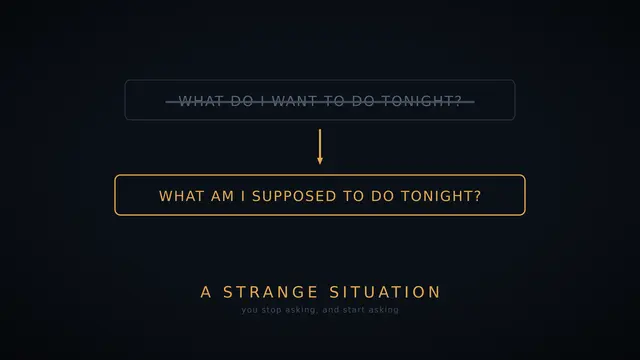 WHAT DO I WANT TO DO TONIGHT?
WHAT AM I SUPPOSED TO DO TONIGHT?
A STRANGE SITUATION
you stop asking, and start asking